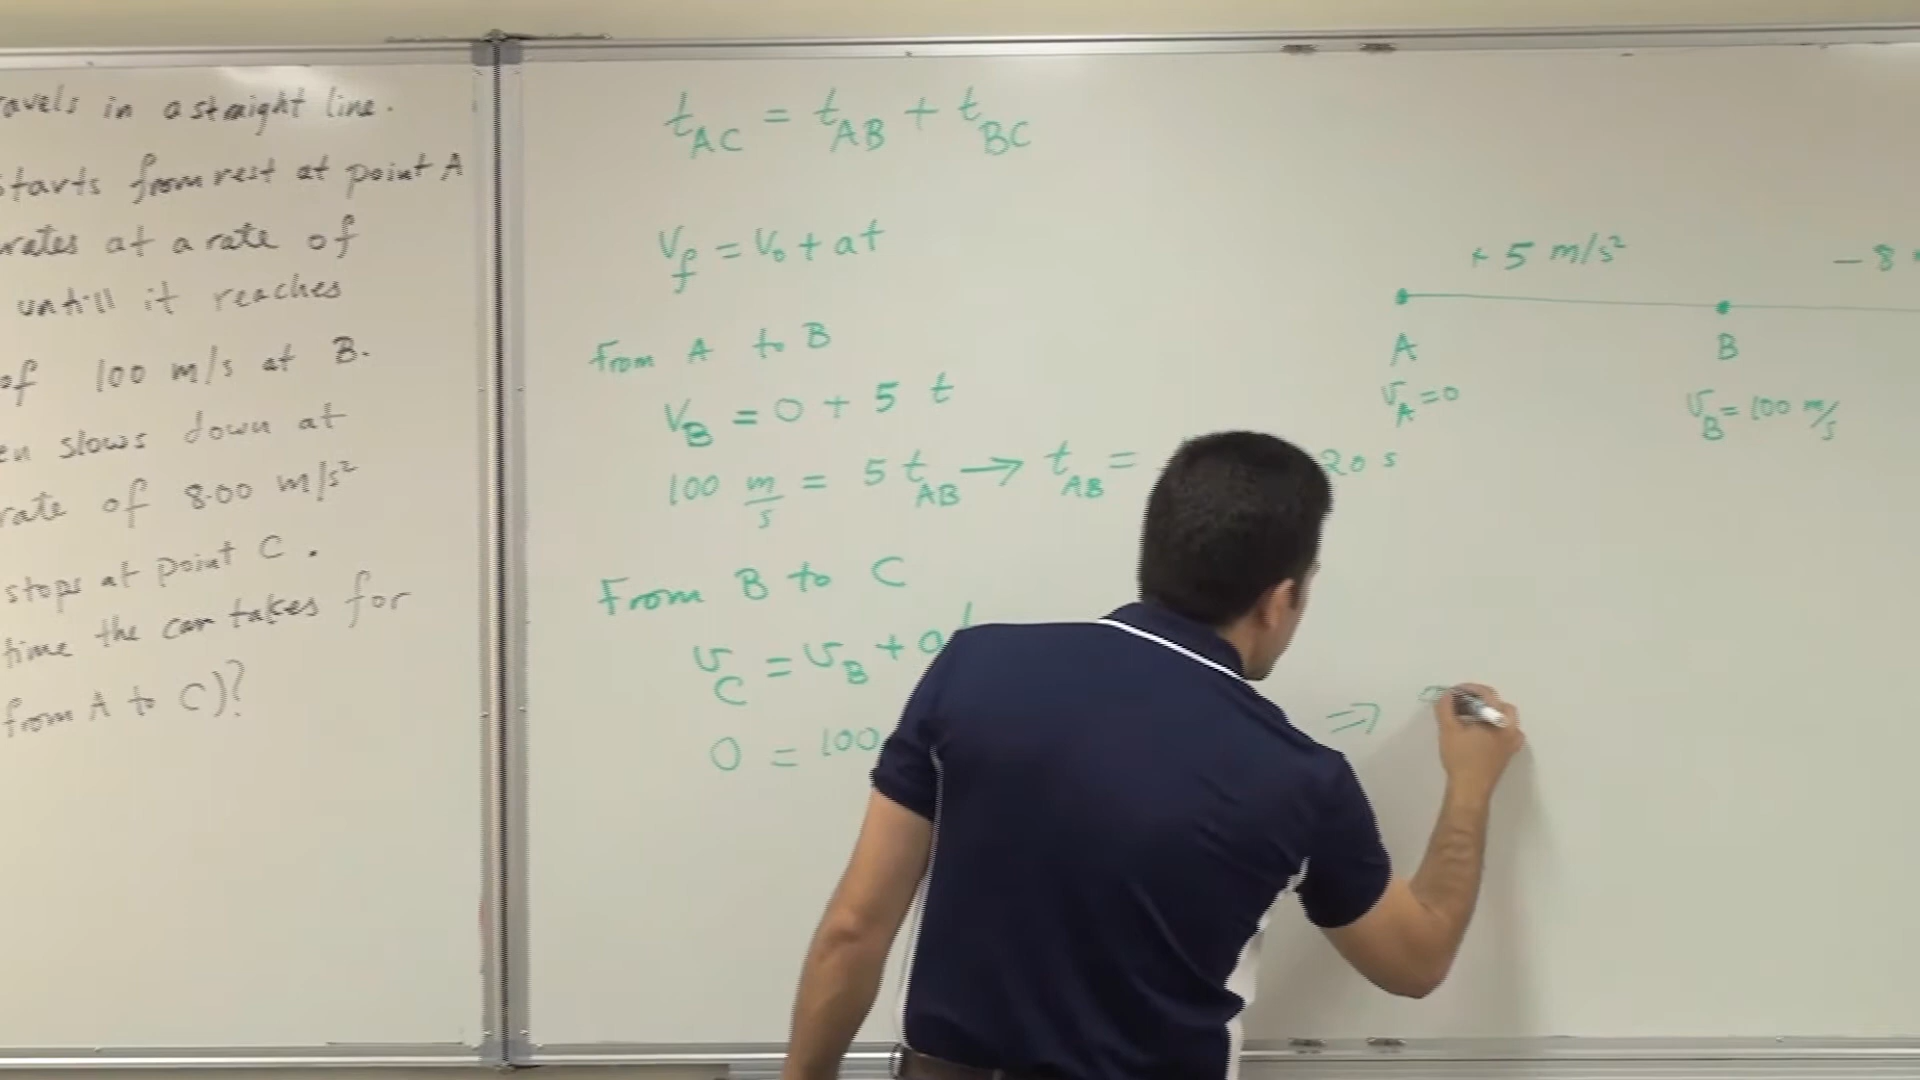 avels in a straight line.
starts from rest at point A
rates at a rate of
untill it reaches
of 100 m/s at B.
en slows down at
rate of 8.00 m/s²
stops at point C.
time the car takes for
from A to C)?
t_AC = t_AB + t_BC
V_f = V_0 + at
From A to B
V_B = 0 + 5 t
100 m/s = 5 t_AB → t_AB = 20 s
From B to C
v_C = v_B + a
0 = 100 ⇒
+5 m/s² -8
A B
v_A = 0 v_B = 100 m/s